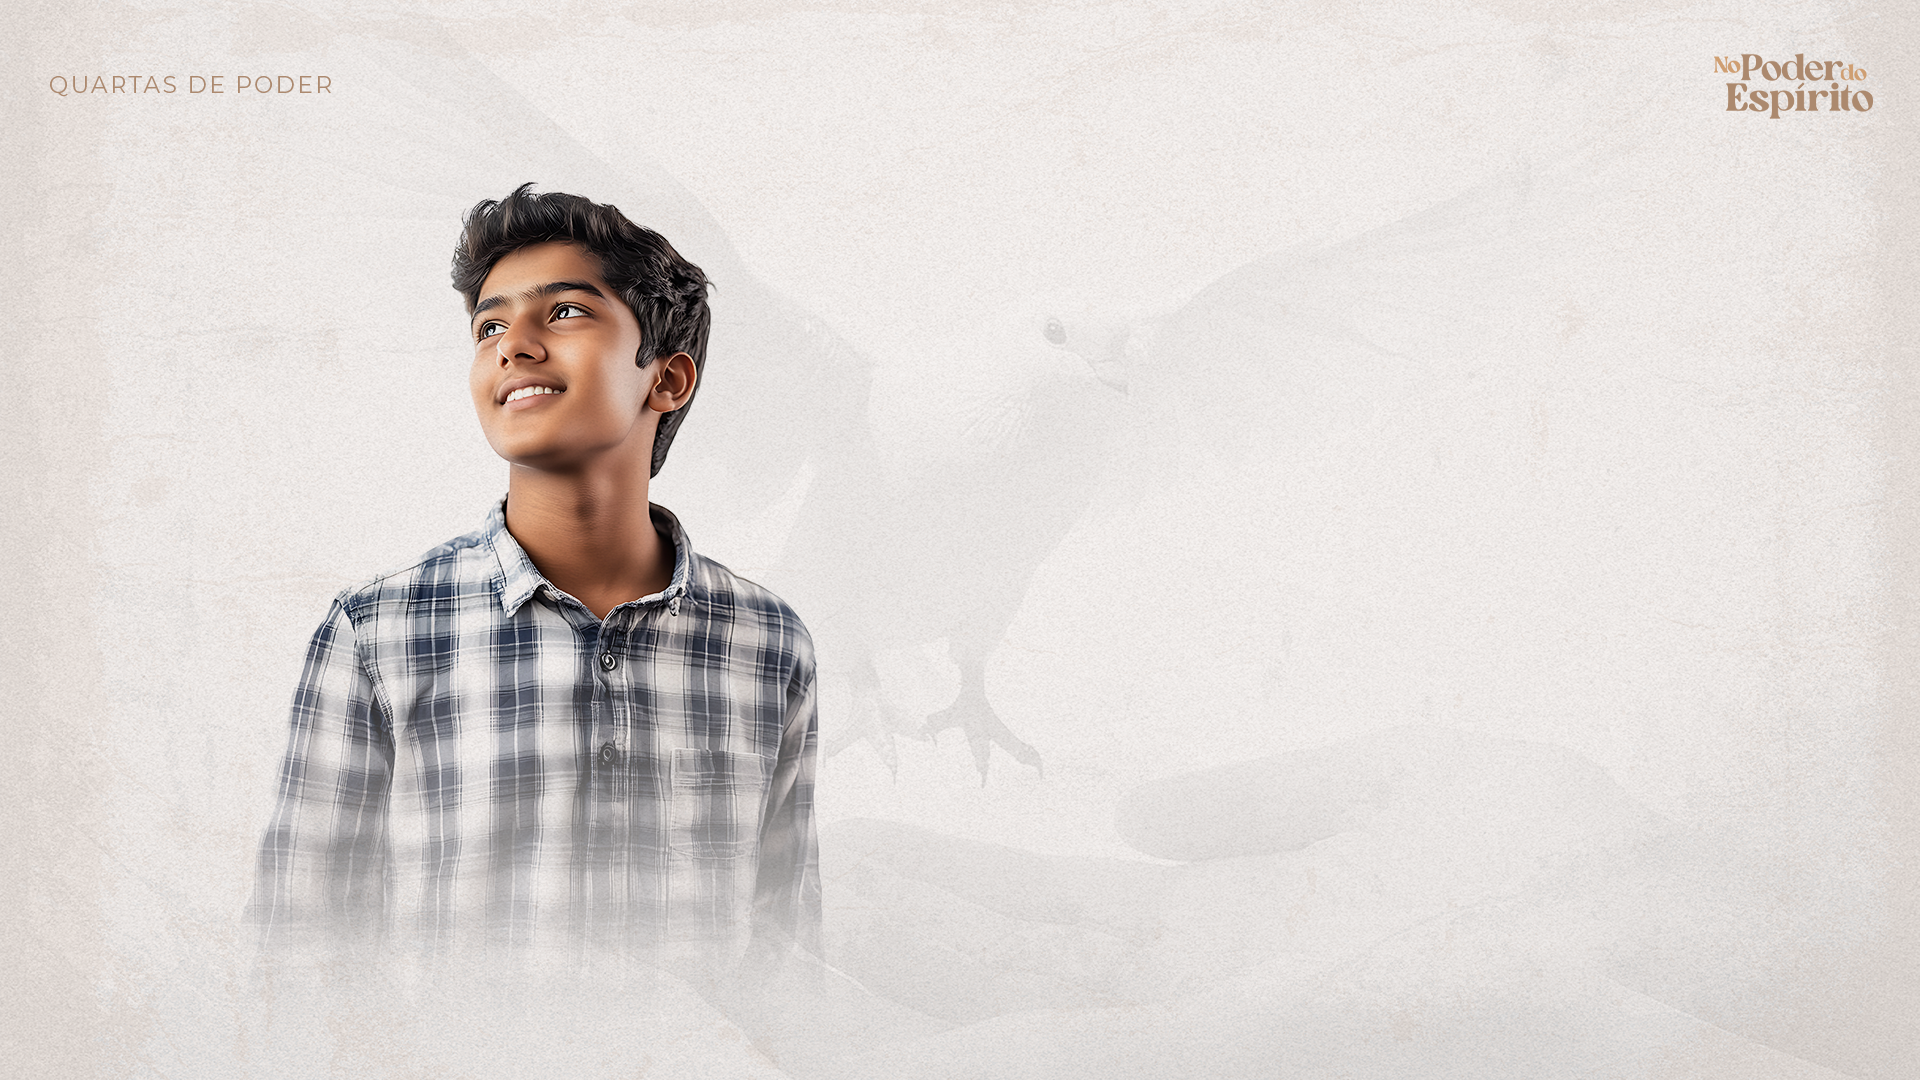 QUARTAS DE PODER
No Poder do
Espírito